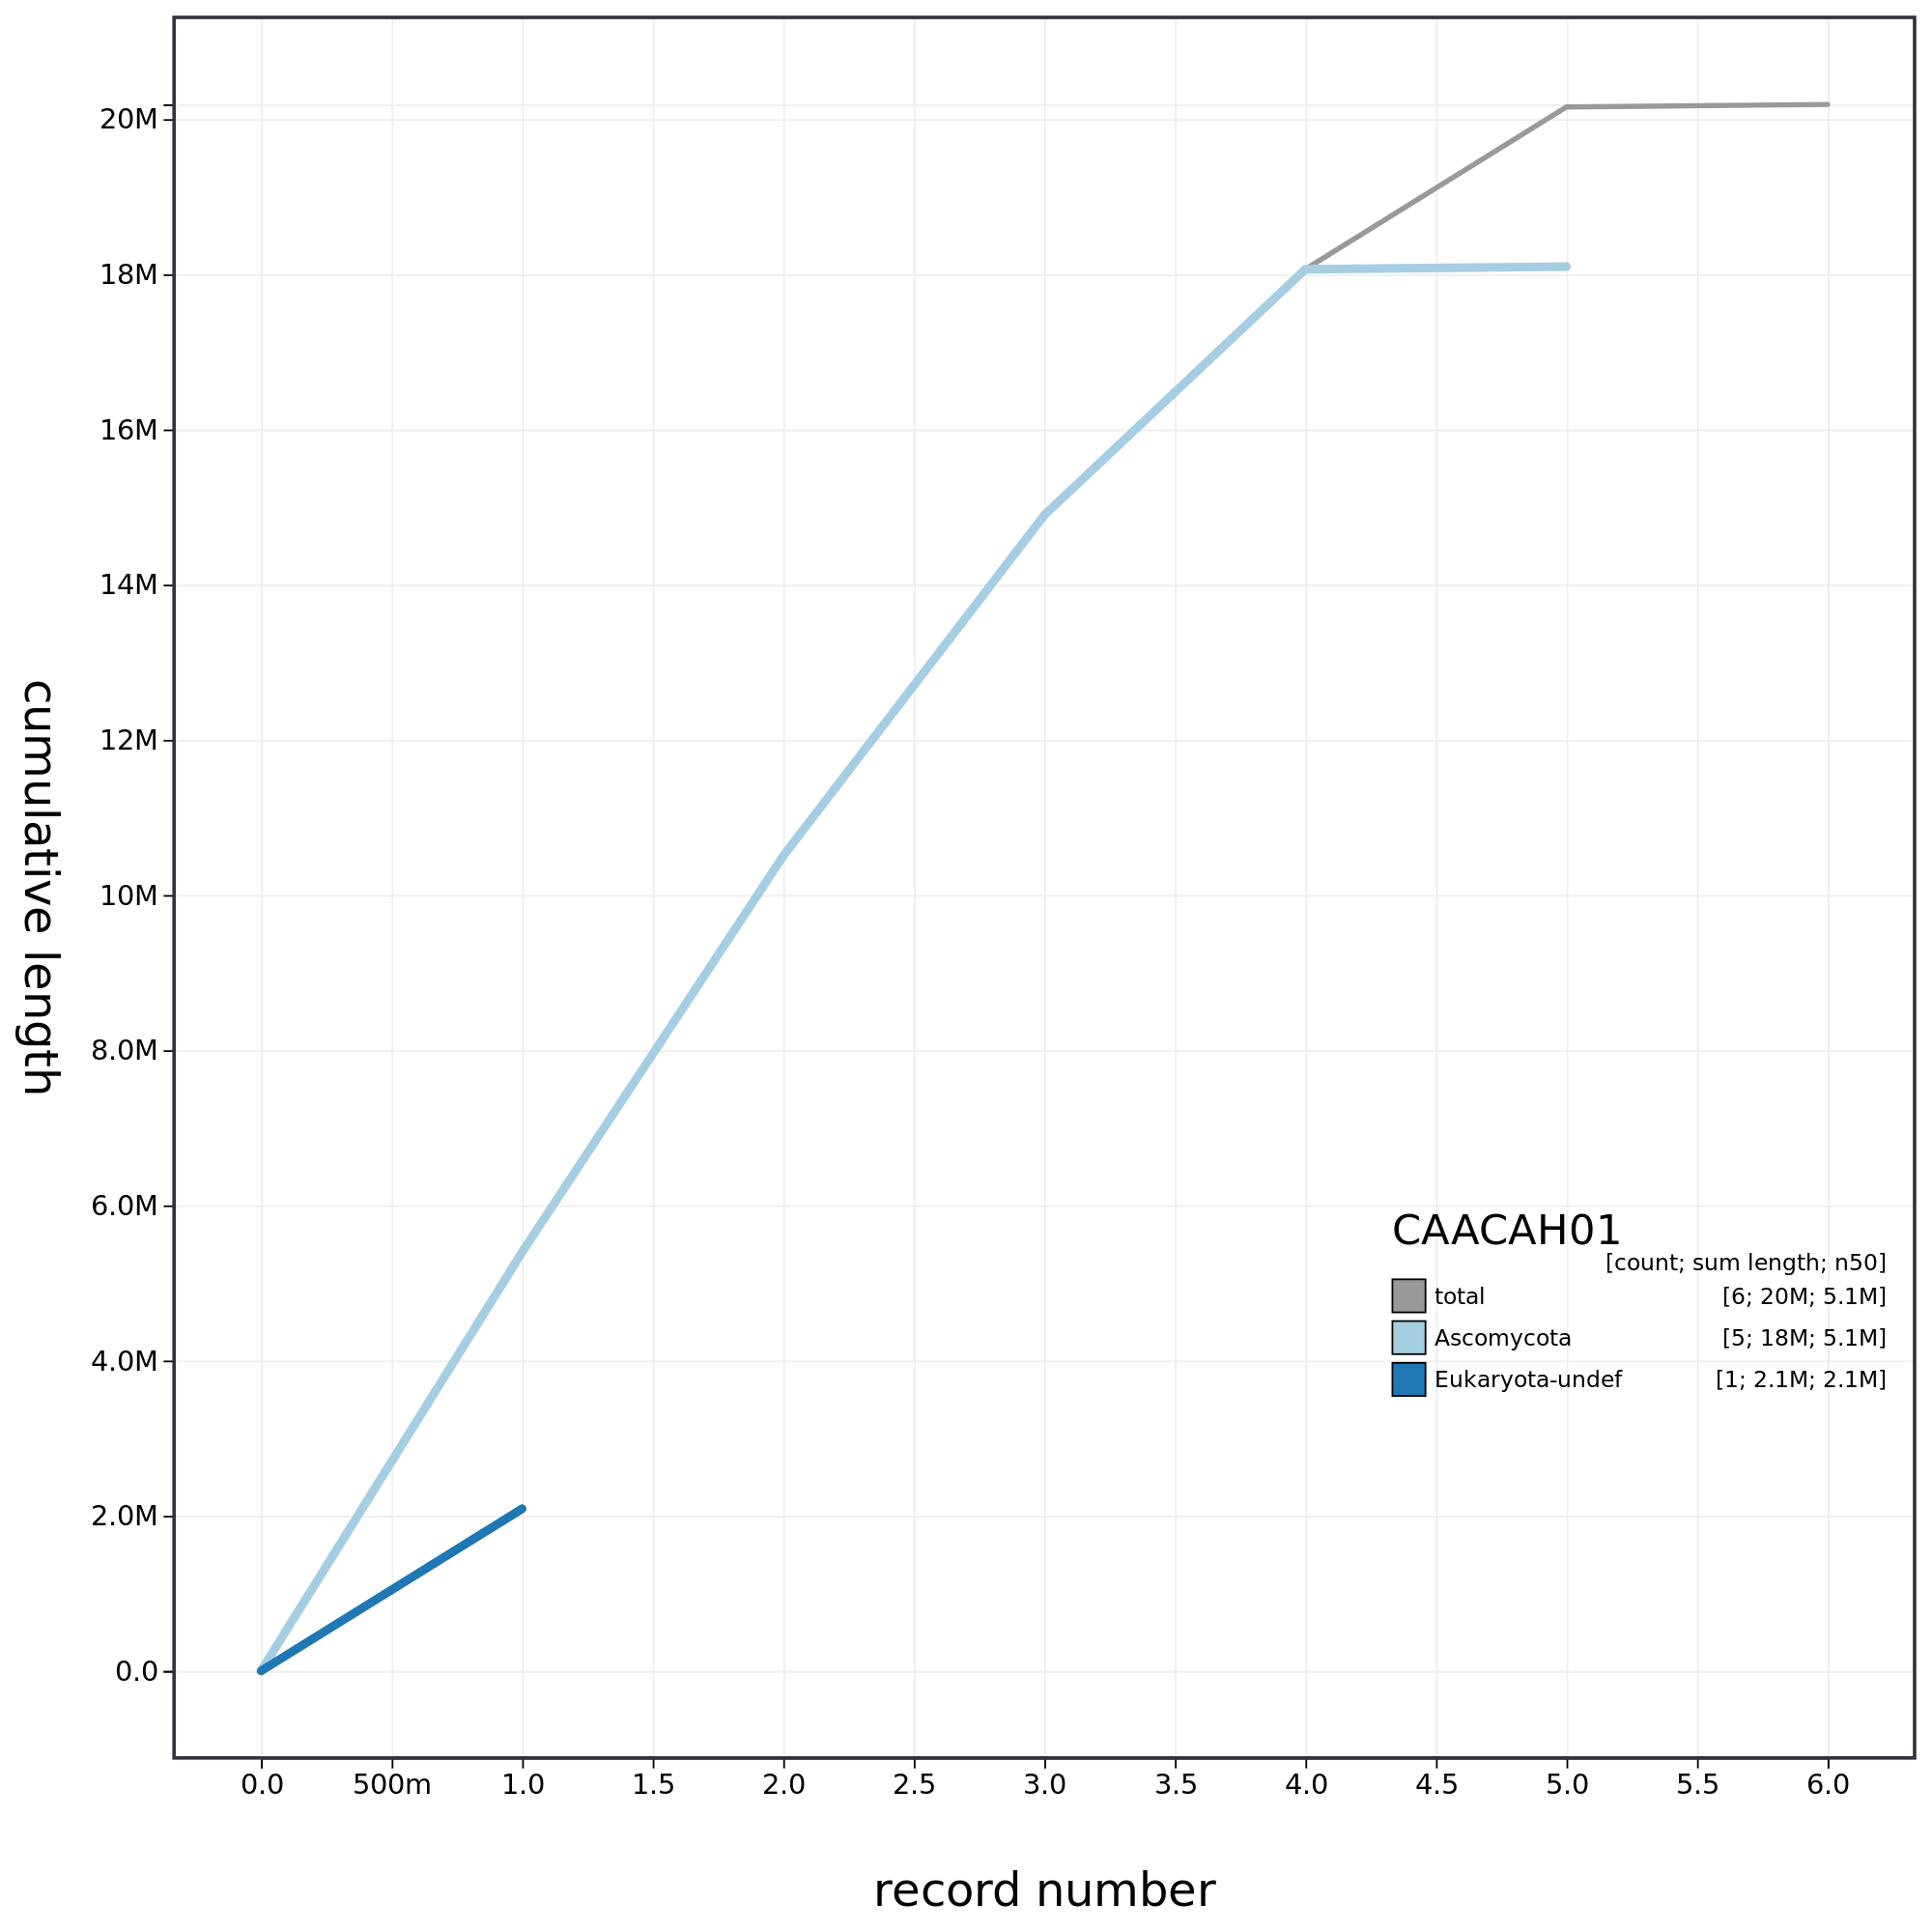 20M
18M
16M
14M
12M
10M
8.0M
6.0M
4.0M
2.0M
0.0
cumulative length
CAACAH01
[count; sum length; n50]
total [6; 20M; 5.1M]
Ascomycota [5; 18M; 5.1M]
Eukaryota-undef [1; 2.1M; 2.1M]
0.0 500m 1.0 1.5 2.0 2.5 3.0 3.5 4.0 4.5 5.0 5.5 6.0
record number